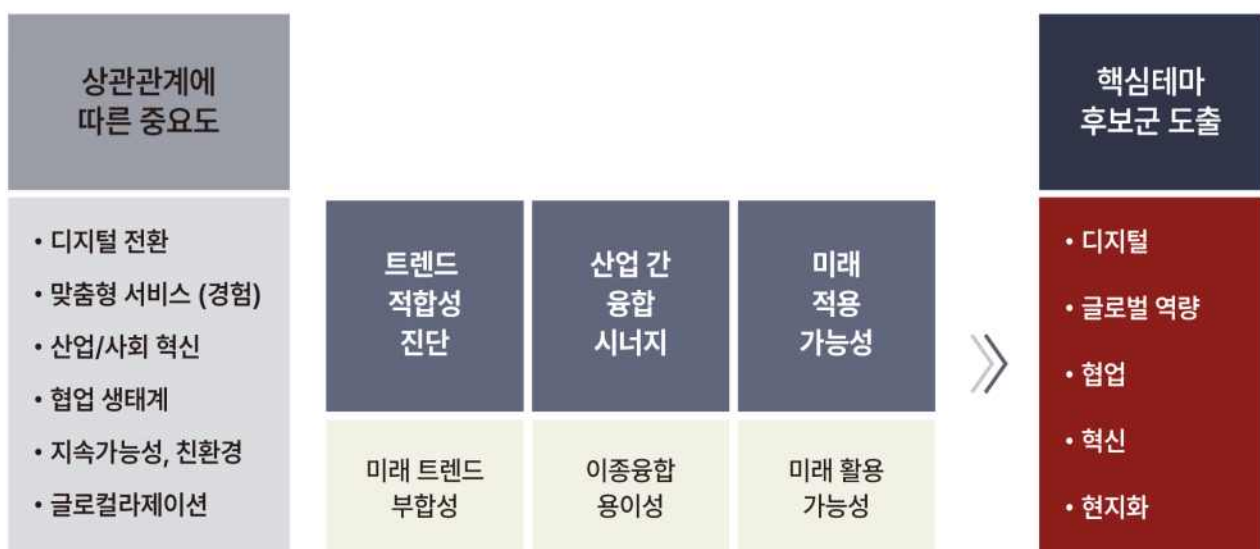 상관관계에
따른 중요도
• 디지털 전환
• 맞춤형 서비스 (경험)
• 산업/사회 혁신
• 협업 생태계
• 지속가능성, 친환경
• 글로컬라제이션
트렌드
적합성
진단
미래 트렌드
부합성
산업 간
융합
시너지
이종융합
용이성
미래
적용
가능성
미래 활용
가능성
핵심테마
후보군 도출
• 디지털
• 글로벌 역량
• 협업
• 혁신
• 현지화